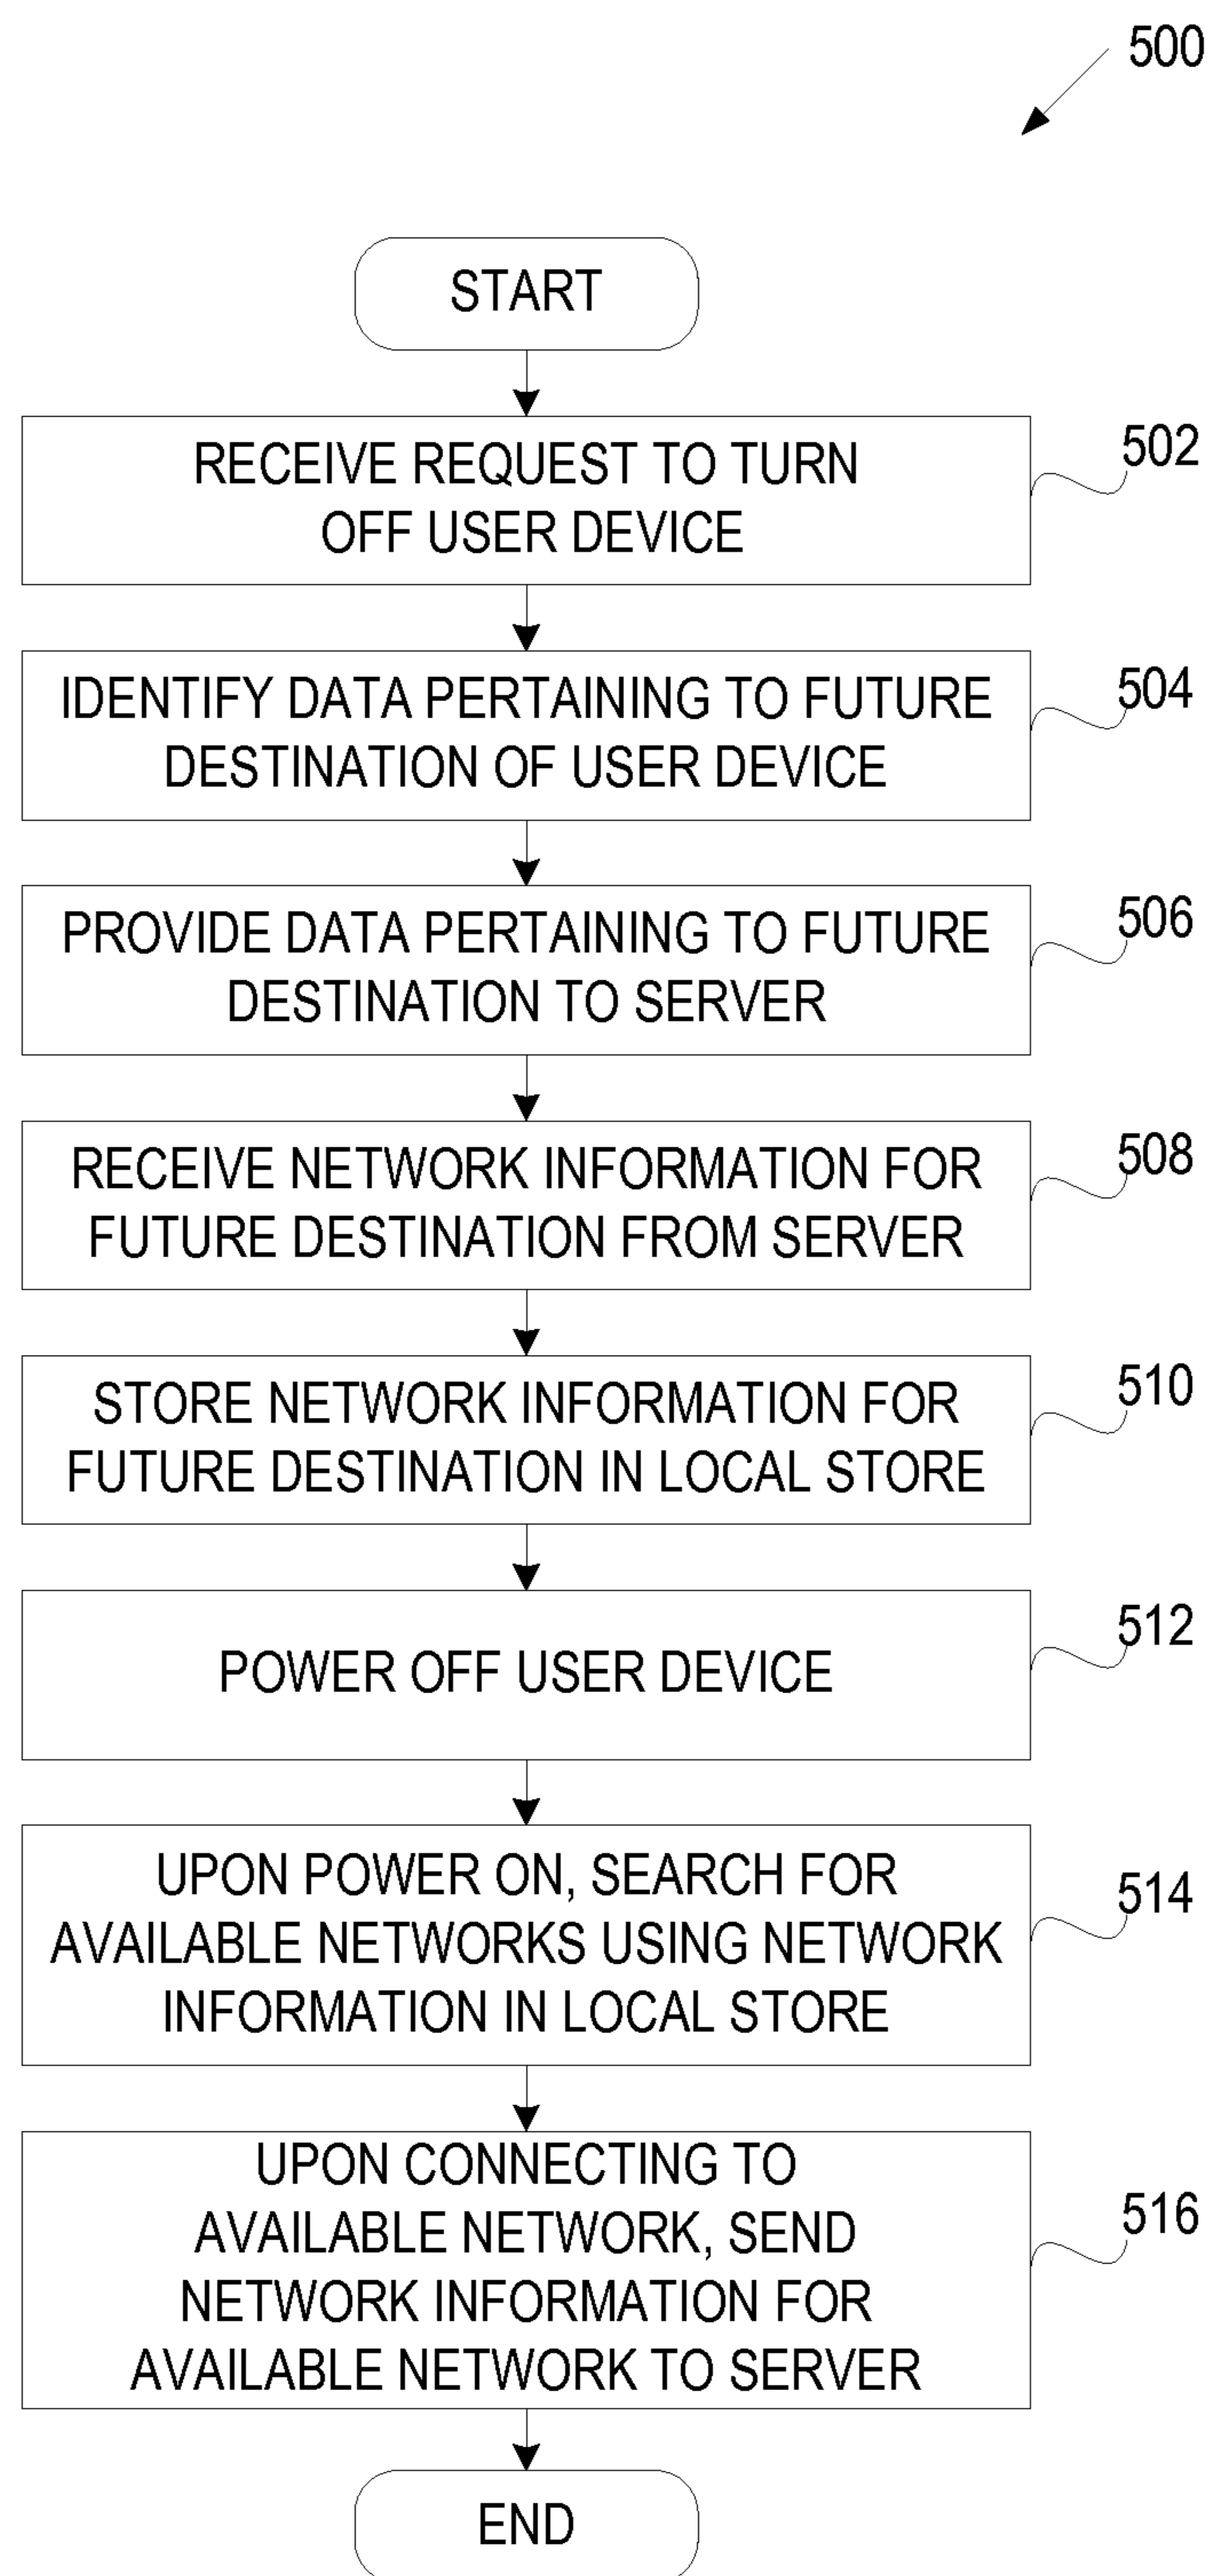 500
START
RECEIVE REQUEST TO TURN
OFF USER DEVICE
502
IDENTIFY DATA PERTAINING TO FUTURE
DESTINATION OF USER DEVICE
504
PROVIDE DATA PERTAINING TO FUTURE
DESTINATION TO SERVER
506
RECEIVE NETWORK INFORMATION FOR
FUTURE DESTINATION FROM SERVER
508
STORE NETWORK INFORMATION FOR
FUTURE DESTINATION IN LOCAL STORE
510
POWER OFF USER DEVICE
512
UPON POWER ON, SEARCH FOR
AVAILABLE NETWORKS USING NETWORK
INFORMATION IN LOCAL STORE
514
UPON CONNECTING TO
AVAILABLE NETWORK, SEND
NETWORK INFORMATION FOR
AVAILABLE NETWORK TO SERVER
516
END